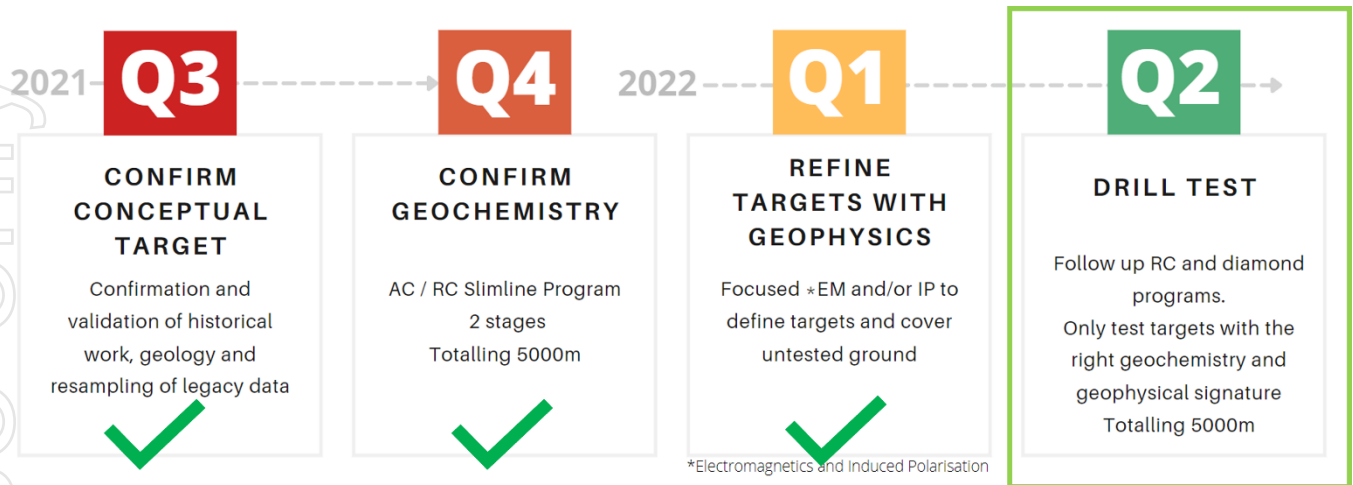 2021
Q3
Q4
2022
Q1
Q2
CONFIRM
CONCEPTUAL
TARGET
Confirmation and
validation of historical
work, geology and
resampling of legacy data
CONFIRM
GEOCHEMISTRY
AC / RC Slimline Program
2 stages
Totalling 5000m
REFINE
TARGETS WITH
GEOPHYSICS
Focused *EM and/or IP to
define targets and cover
untested ground
*Electromagnetics and Induced Polarisation
DRILL TEST
Follow up RC and diamond
programs.
Only test targets with the
right geochemistry and
geophysical signature
Totalling 5000m